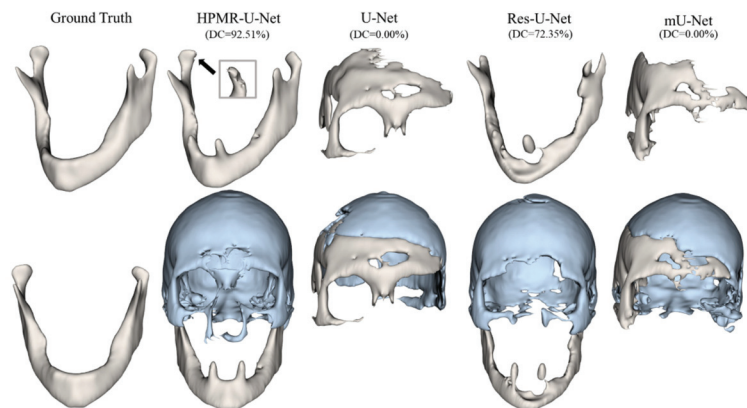 Ground Truth
HPMR-U-Net
(DC=92.51%)
U-Net
(DC=0.00%)
Res-U-Net
(DC=72.35%)
mU-Net
(DC=0.00%)